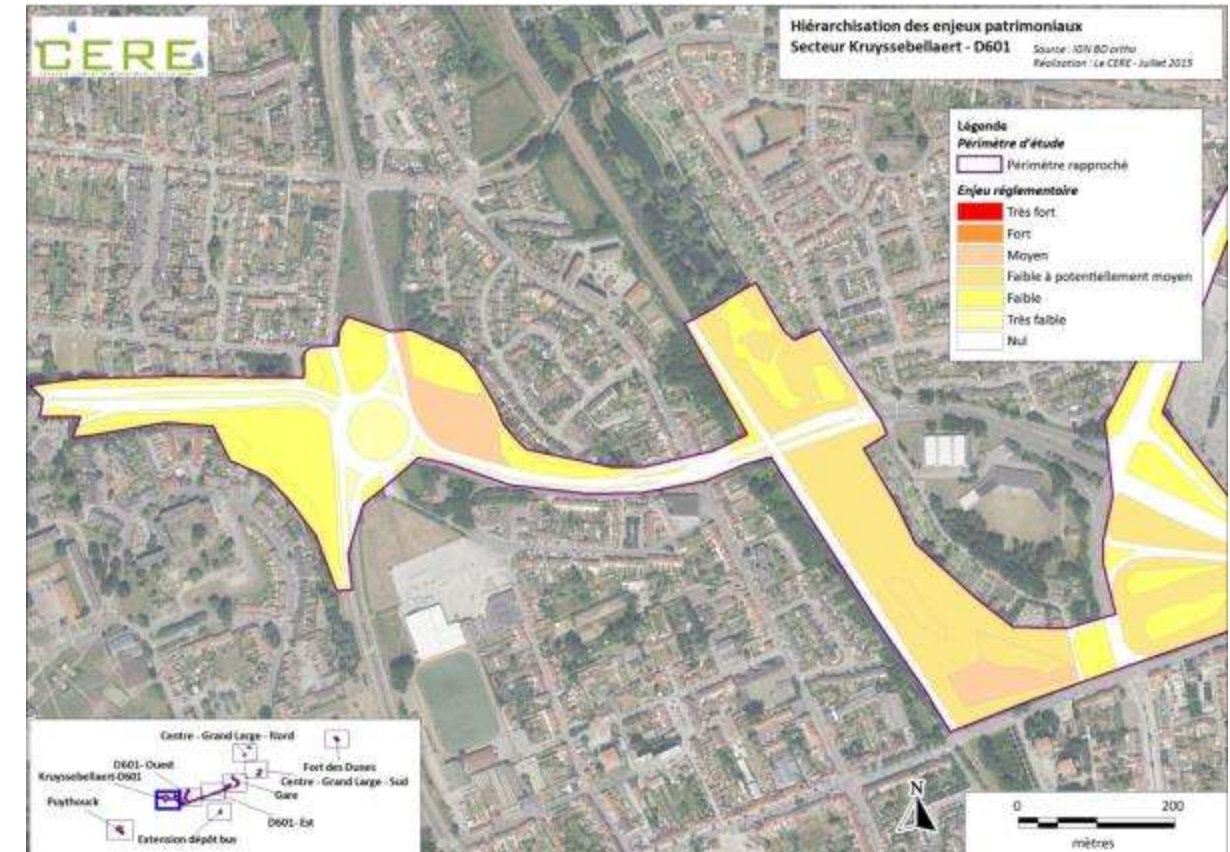 CERE
Hiérarchisation des enjeux patrimoniaux
Secteur Kruyssebellaert - D601
Source : IGN BD ortho
Réalisation : Le CERE - Juillet 2015
Légende
Périmètre d'étude
Périmètre rapproché
Enjeu réglementaire
Très fort
Fort
Moyen
Faible à potentiellement moyen
Faible
Très faible
Nul
Centre - Grand Large - Nord
Fort des Dunes
D601- Ouest
Kruyssebellaert-D601
Centre - Grand Large - Sud
Gare
Puythouck
D601- Est
Extension dépôt bus
N
0 200
mètres